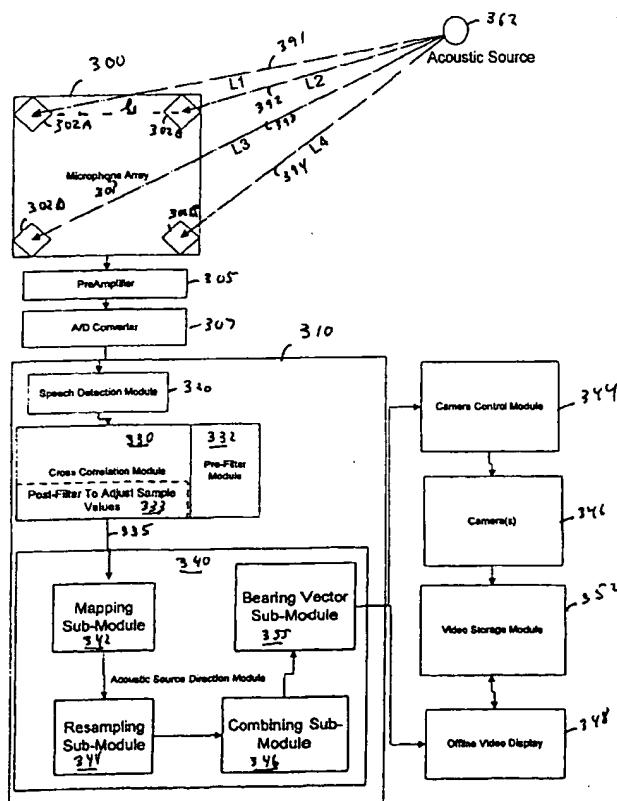 362
Acoustic Source
391
300
L1
L2
392
302A
302B
393
L3
L4
394
Microphone Array
301
302D
PreAmplifier
305
A/D Converter
307
310
Speech Detection Module
320
330
332
Cross Correlation Module
Pre-Filter
Module
Post-Filter To Adjust Sample
Values
333
335
340
Mapping
Sub-Module
342
Bearing Vector
Sub-Module
355
Acoustic Source Direction Module
Resampling
Sub-Module
344
Combining Sub-
Module
346
Camera Control Module
344
Camera(s)
346
Video Storage Module
352
Offline Video Display
348